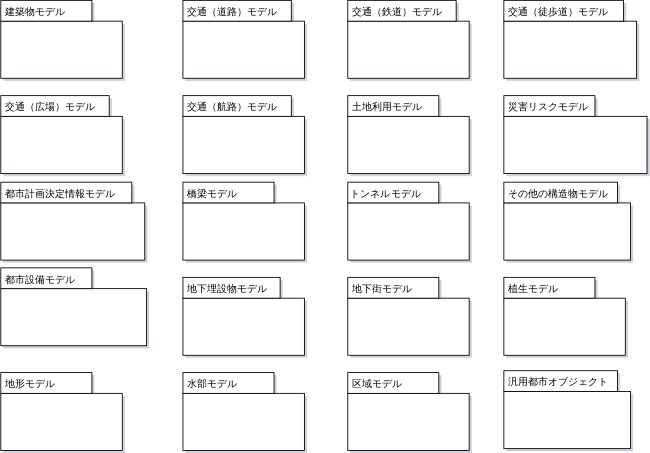 建築物モデル
交通（道路）モデル
交通（鉄道）モデル
交通（徒歩道）モデル
交通（広場）モデル
交通（航路）モデル
土地利用モデル
災害リスクモデル
都市計画決定情報モデル
橋梁モデル
トンネルモデル
その他の構造物モデル
都市設備モデル
地下埋設物モデル
地下街モデル
植生モデル
地形モデル
水部モデル
区域モデル
汎用都市オブジェクト